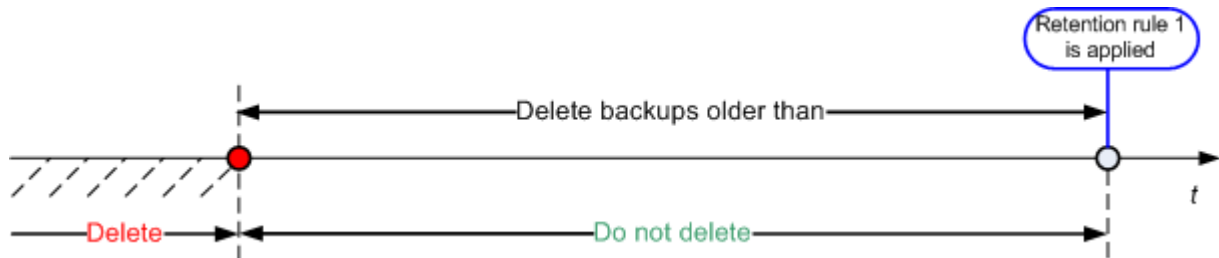 Retention rule 1
is applied
Delete backups older than
t
Delete
Do not delete